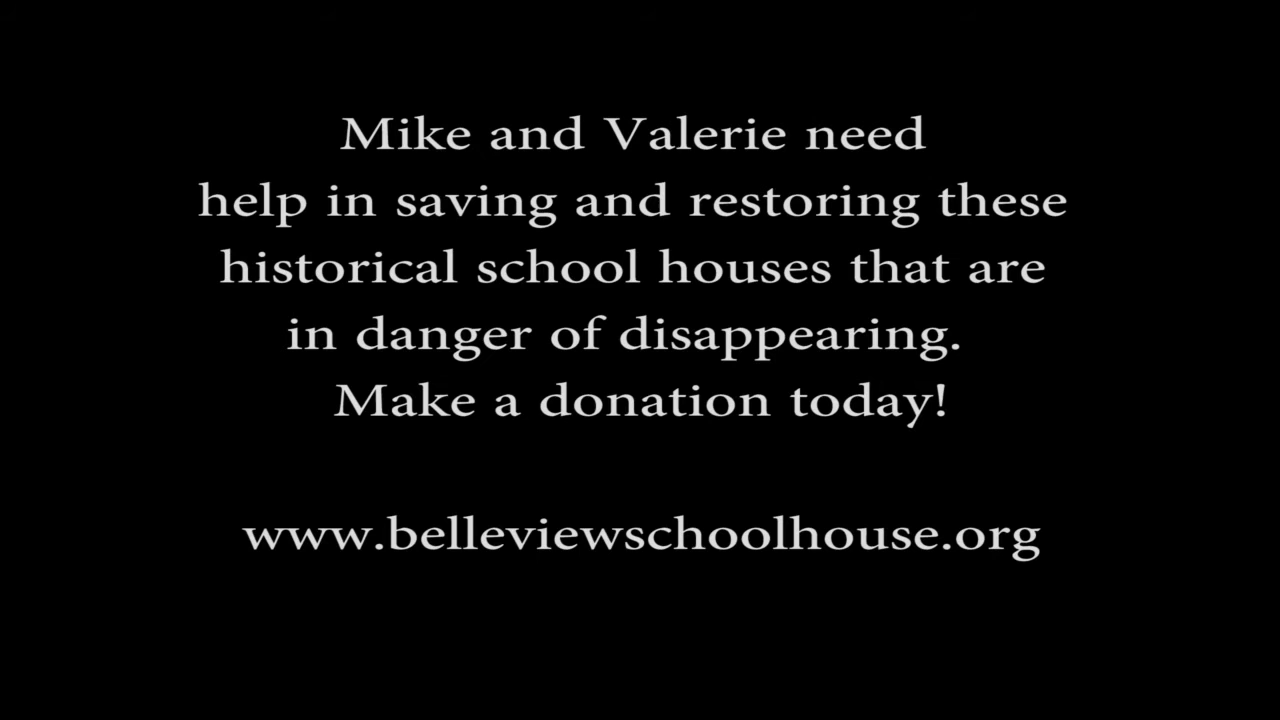 Mike and Valerie need
help in saving and restoring these
historical school houses that are
in danger of disappearing.
Make a donation today!
www.belleviewschoolhouse.org